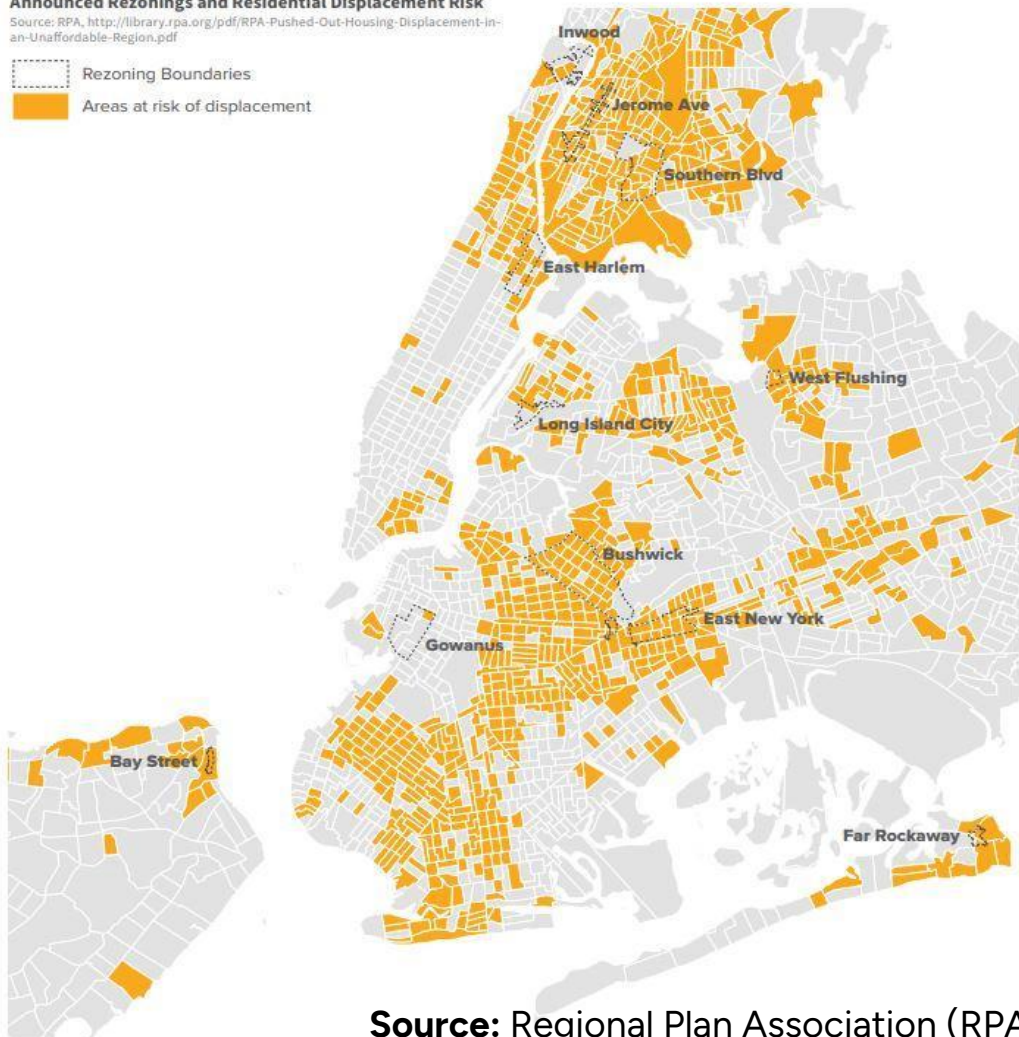 Announced Rezonings and Residential Displacement Risk
Source: RPA, http://library.rpa.org/pdf/RPA-Pushed-Out-Housing-Displacement-in-
an-Unaffordable-Region.pdf
Rezoning Boundaries
Areas at risk of displacement
Inwood
Jerome Ave
Southern Blvd
East Harlem
West Flushing
Long Island City
Bushwick
East New York
Gowanus
Bay Street
Far Rockaway
Source: Regional Plan Association (RPA